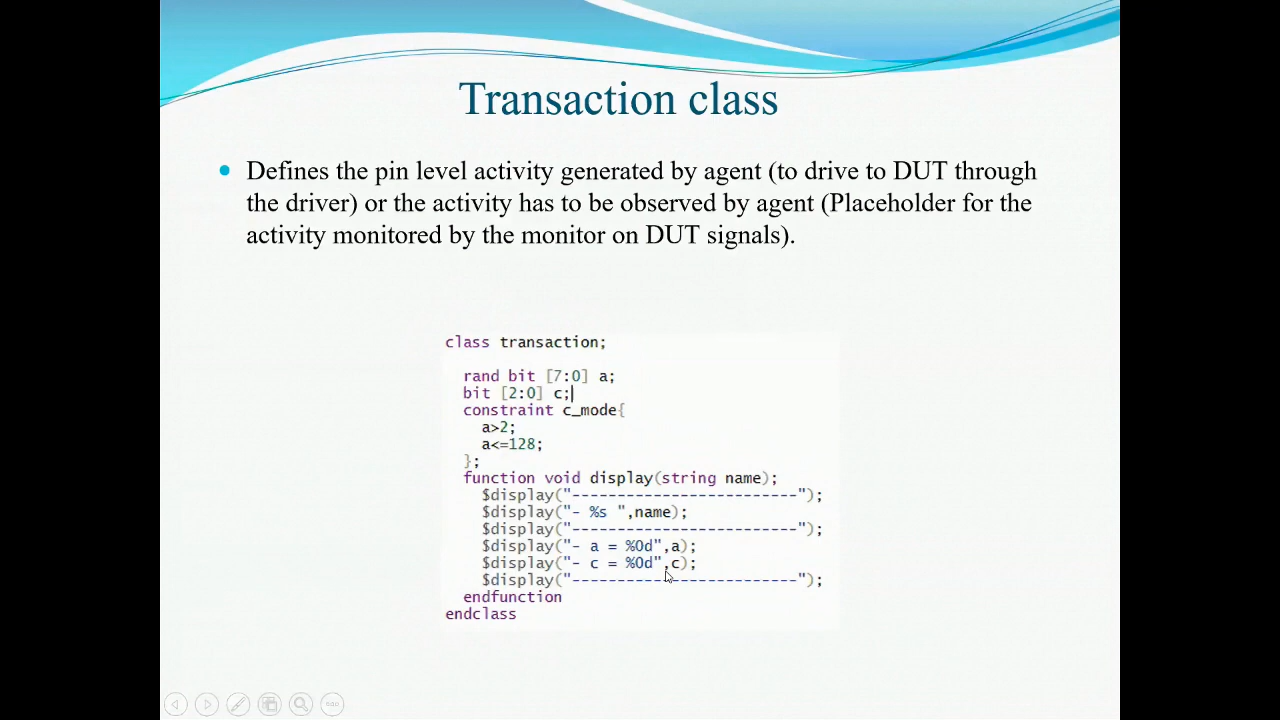 Transaction class
Defines the pin level activity generated by agent (to drive to DUT through
the driver) or the activity has to be observed by agent (Placeholder for the
activity monitored by the monitor on DUT signals).
class transaction;
rand bit [7:0] a;
bit [2:0] c;
constraint c_mode{
a>2;
a<=128;
};
function void display(string name);
$display("-------------------------");
$display("- %s ",name);
$display("-------------------------");
$display("- a = %0d",a);
$display("- c = %0d",c);
$display("-------------------------");
endfunction
endclass